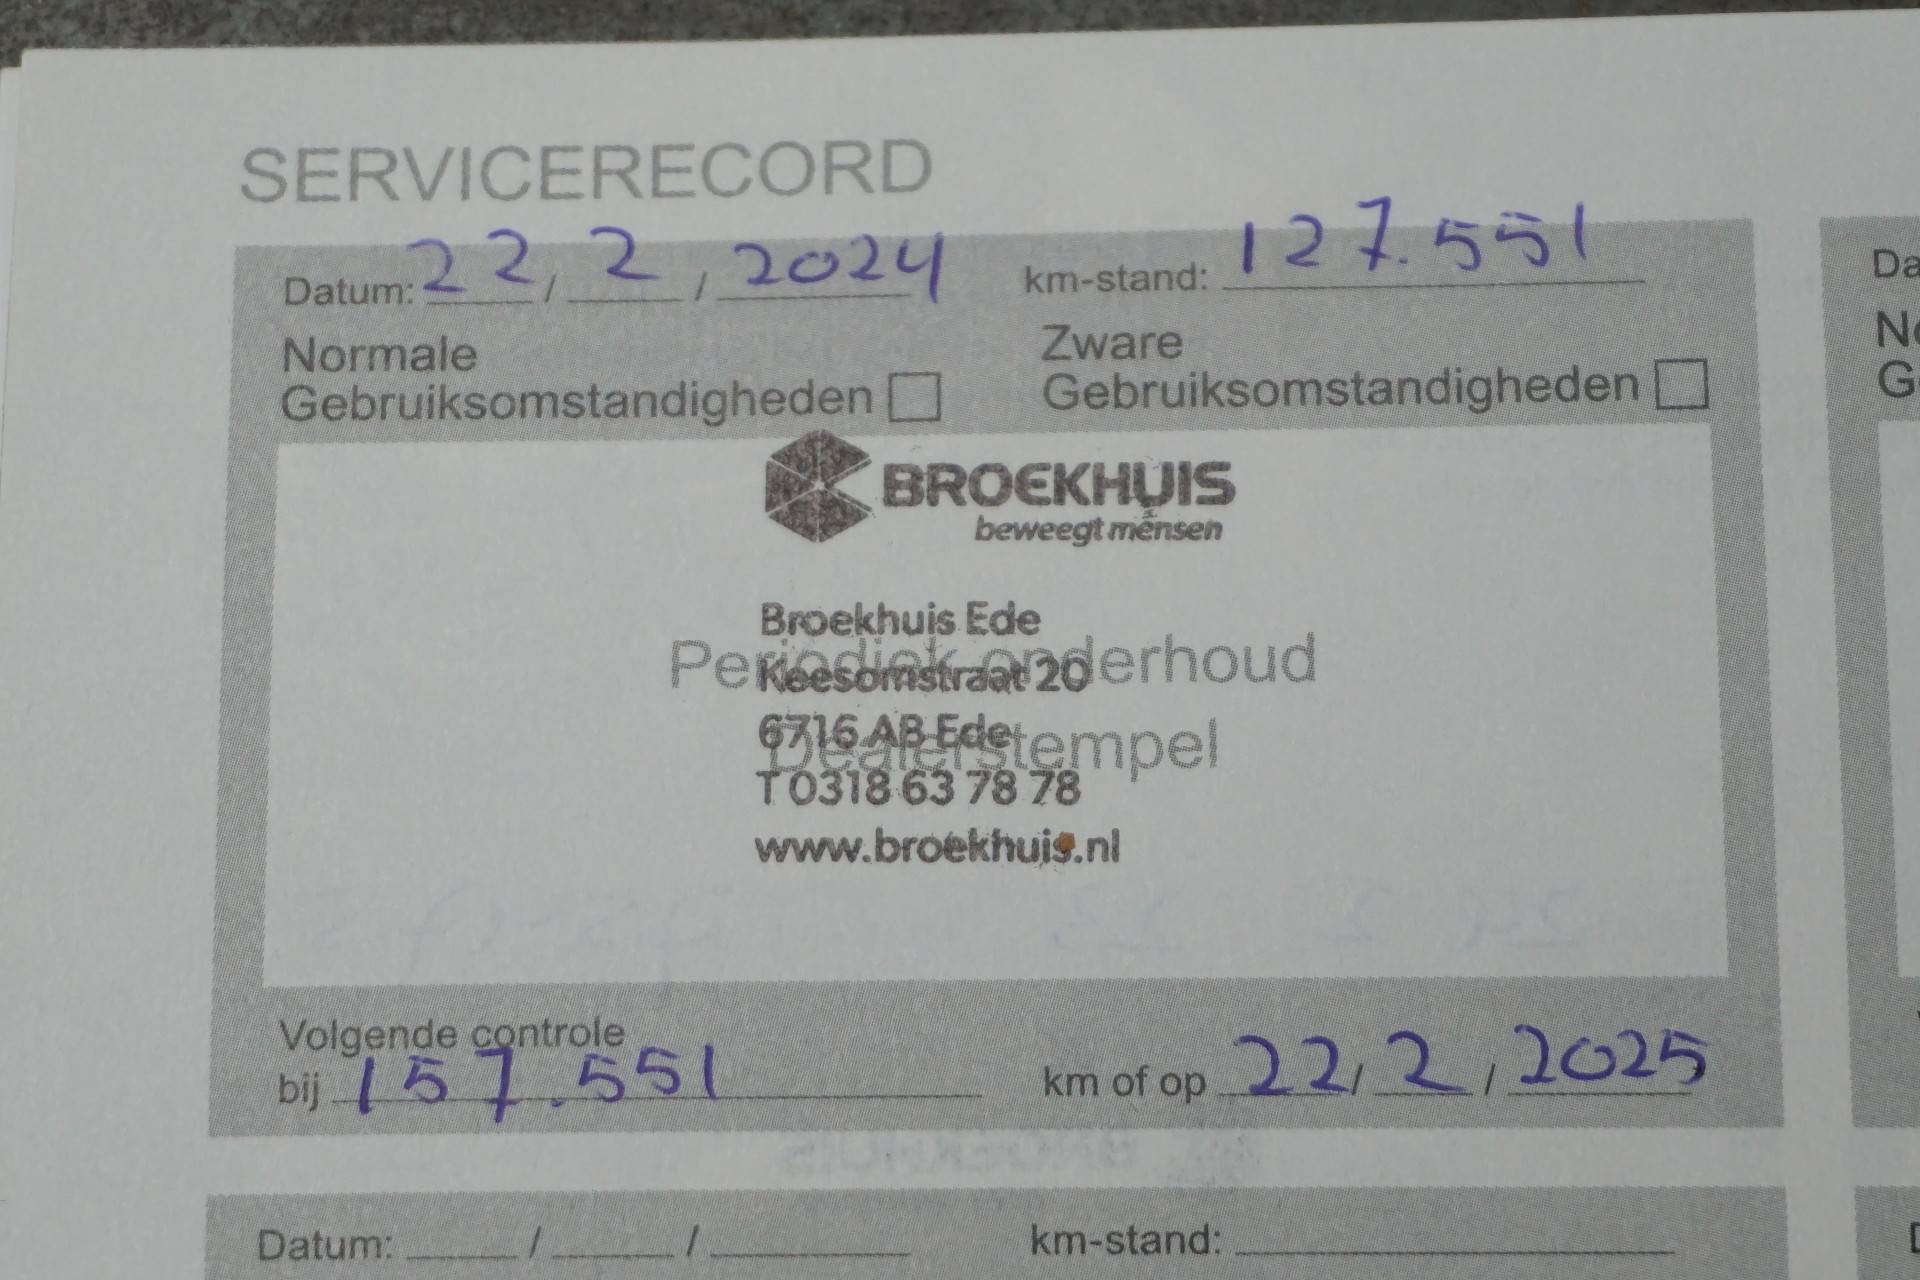 SERVICERECORD
Datum: 22 / 2 / 2024 km-stand: 127.551
Normale Gebruiksomstandigheden
Zware Gebruiksomstandigheden
BROEKHUIS
beweegt mensen
Broekhuis Ede
Periodiek onderhoud
Keesomstraat 20
6716 AB Ede
Dealerstempel
T 0318 63 78 78
www.broekhuis.nl
Volgende controle
bij 157.551 km of op 22 / 2 / 2025
Datum: / / km-stand: